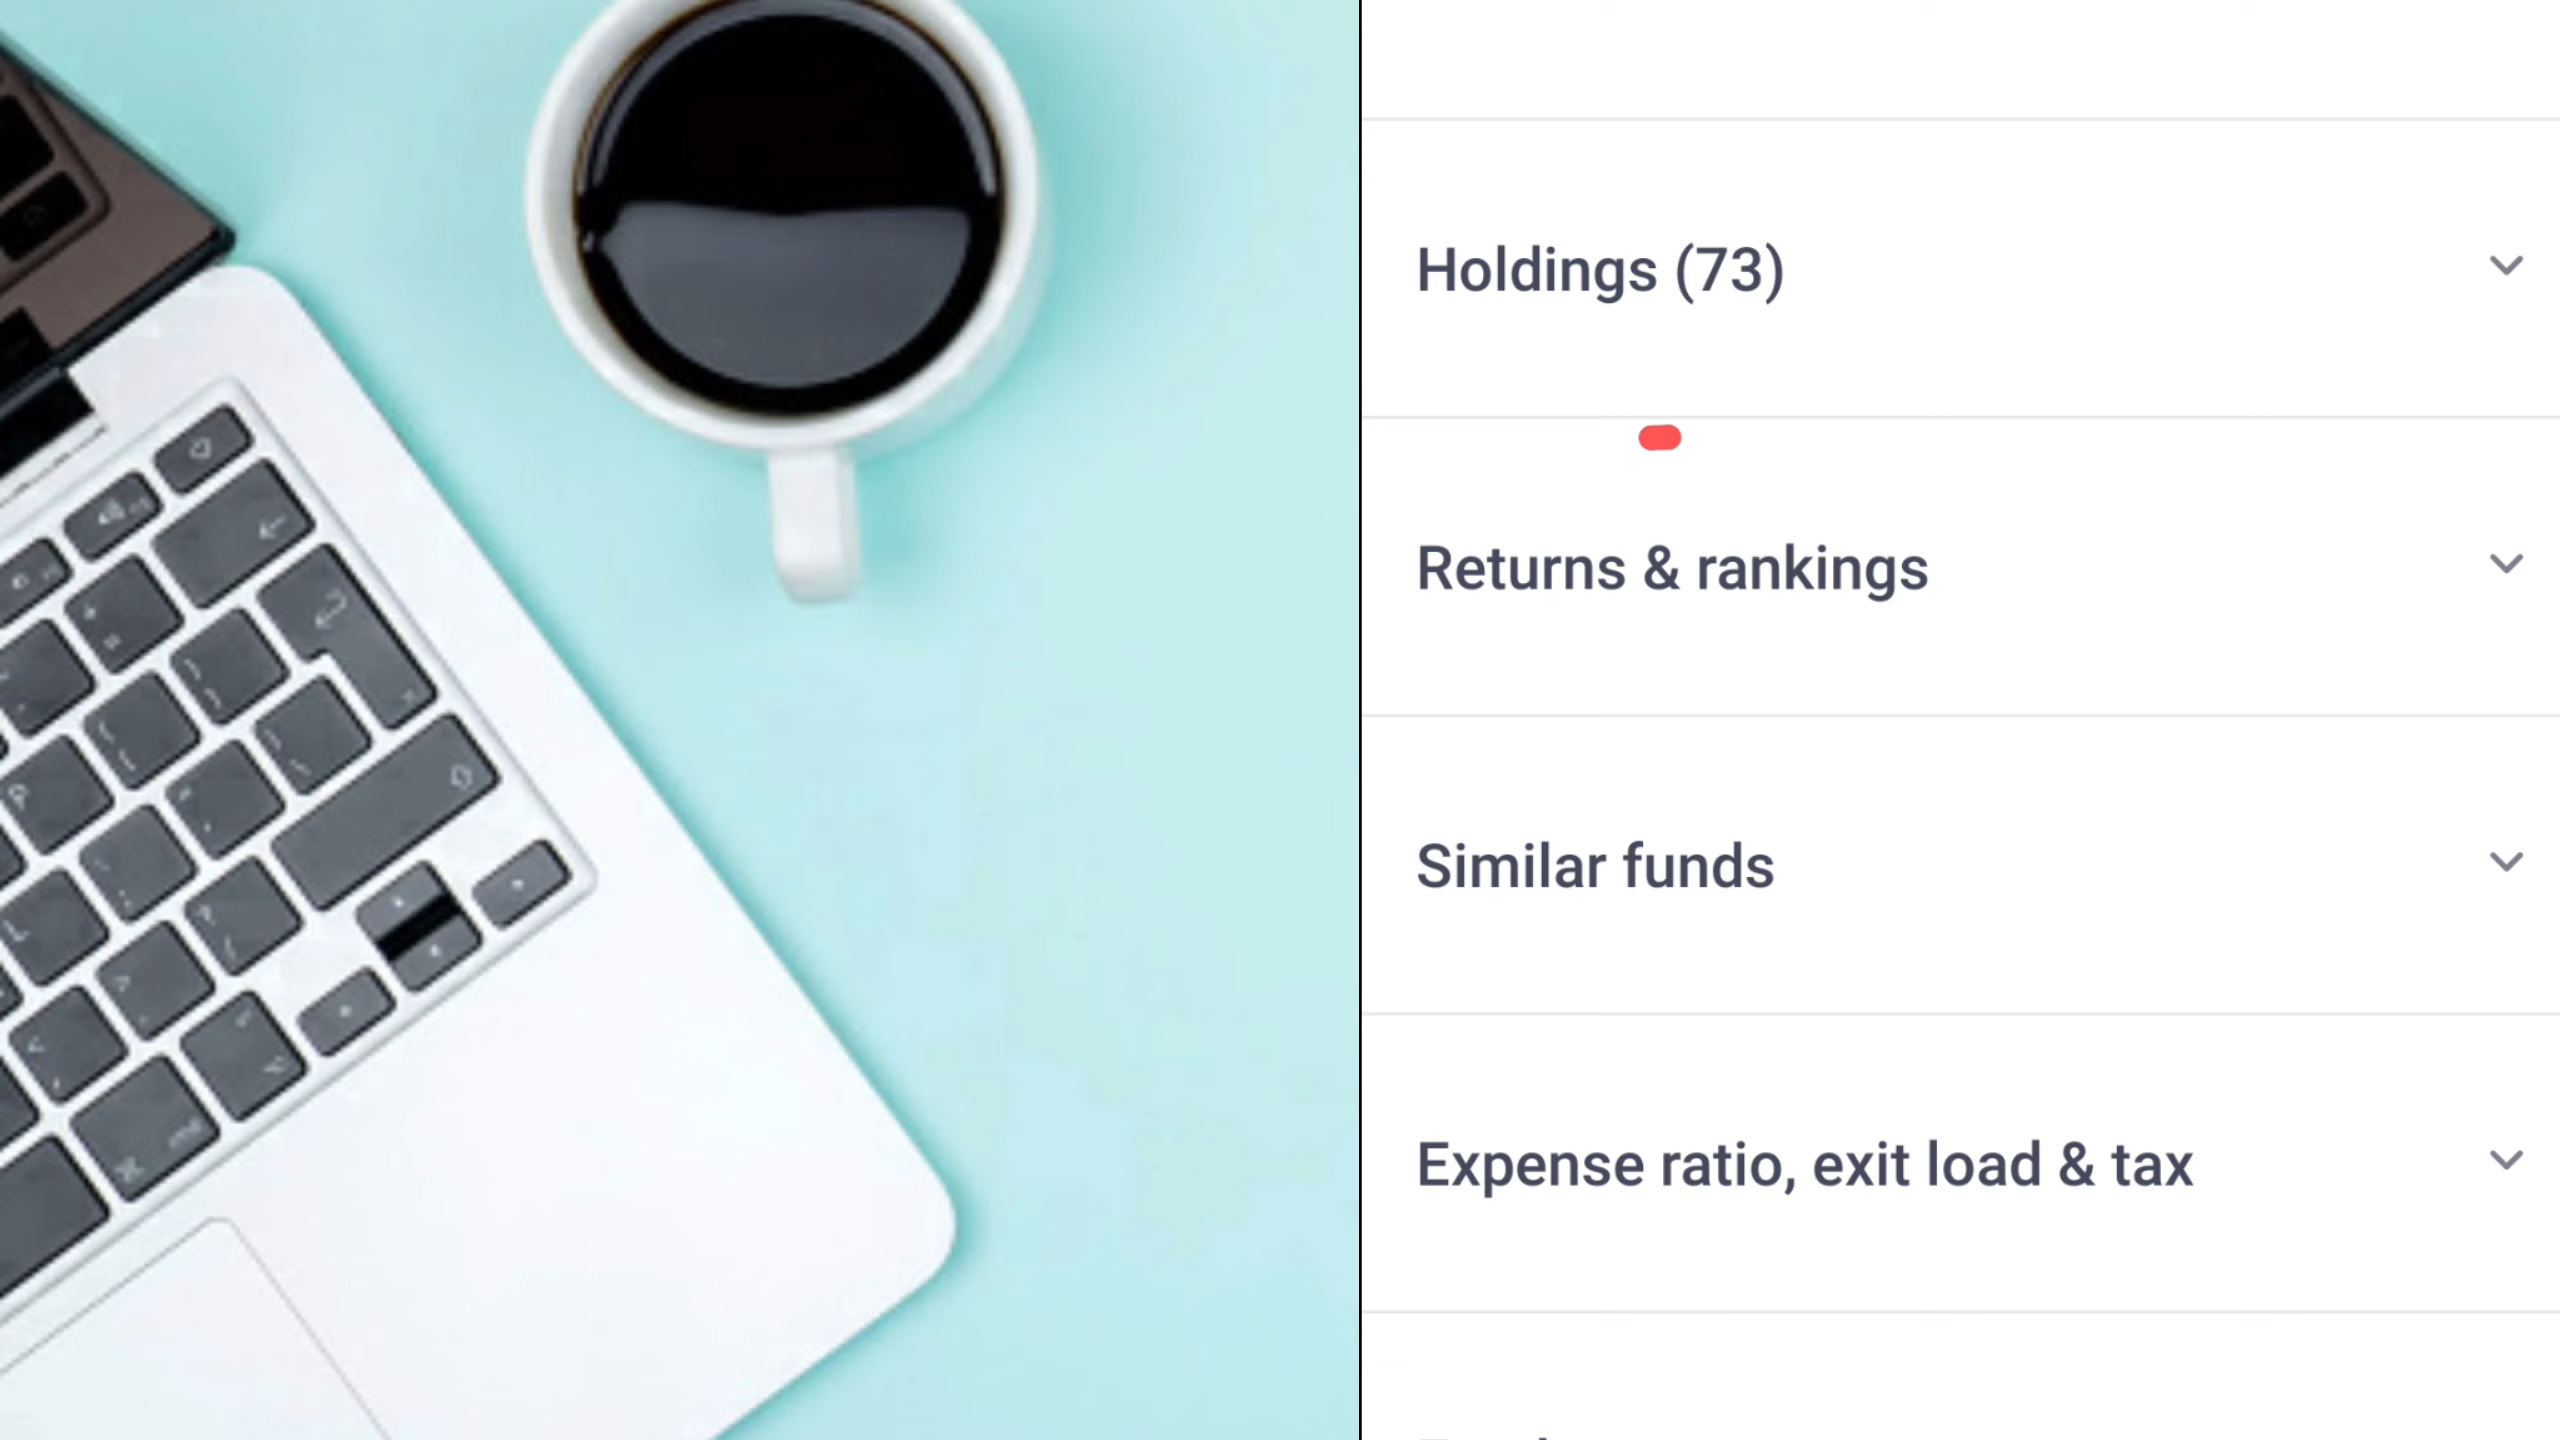 Holdings (73)
Returns & rankings
Similar funds
Expense ratio, exit load & tax